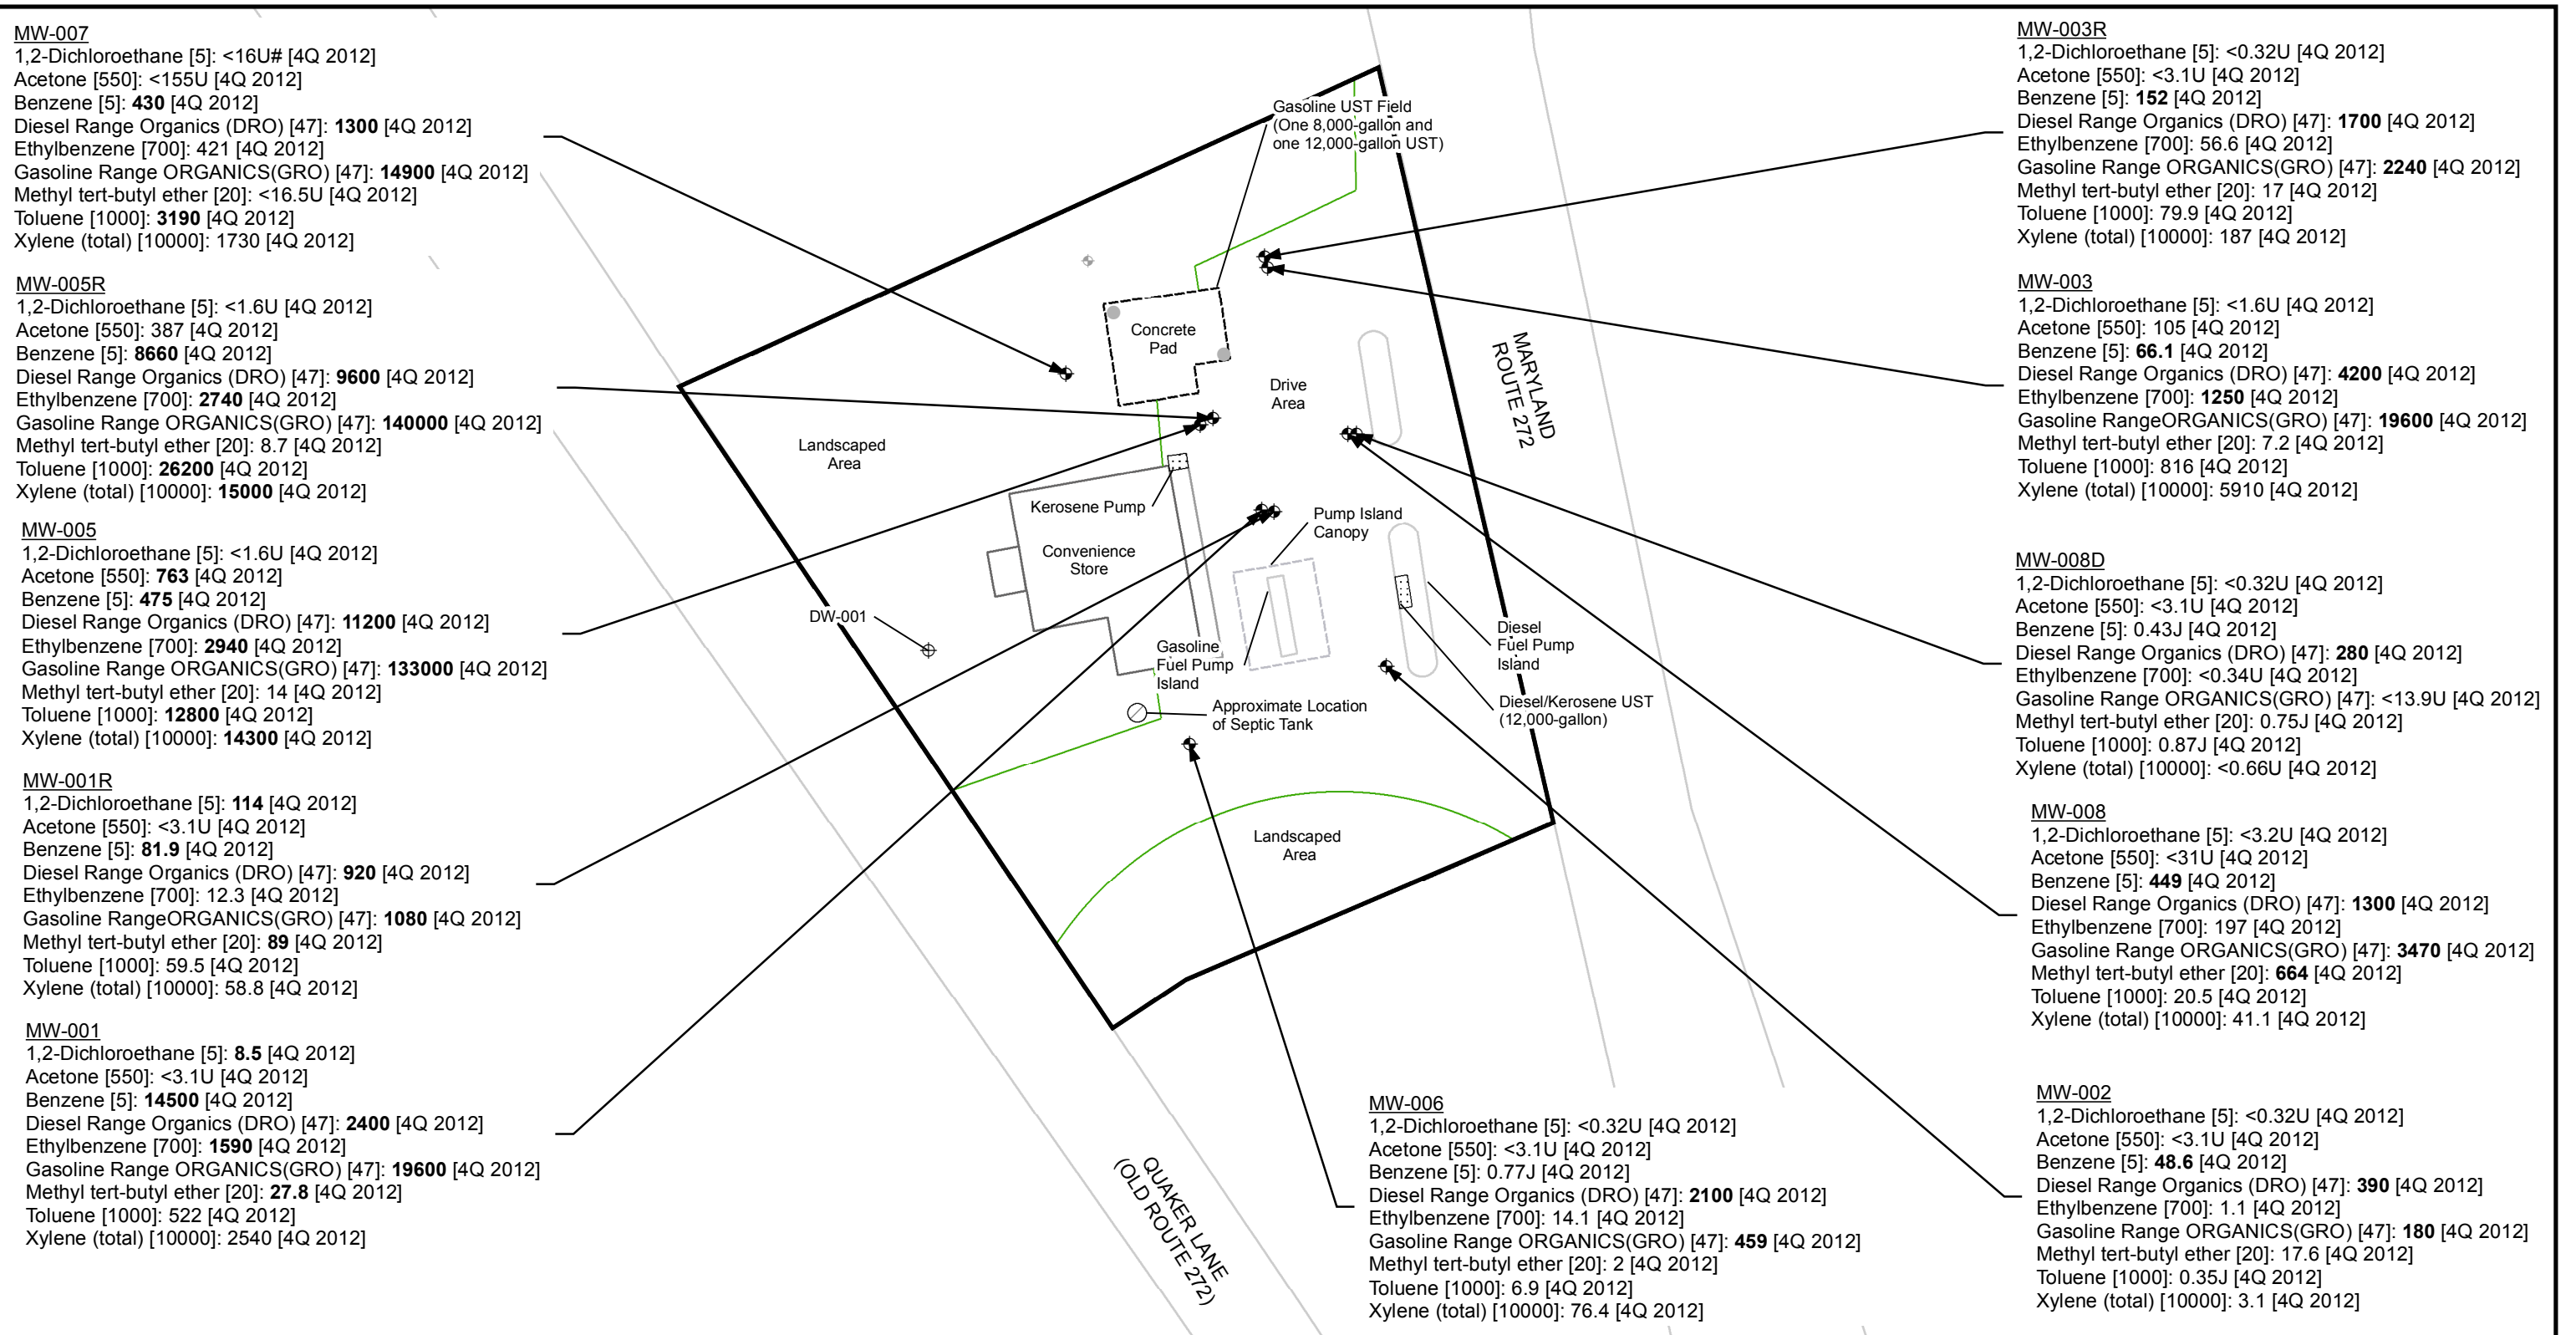 MW-007
1,2-Dichloroethane [5]: <16U# [4Q 2012]
Acetone [550]: <155U [4Q 2012]
Benzene [5]: 430 [4Q 2012]
Diesel Range Organics (DRO) [47]: 1300 [4Q 2012]
Ethylbenzene [700]: 421 [4Q 2012]
Gasoline Range ORGANICS(GRO) [47]: 14900 [4Q 2012]
Methyl tert-butyl ether [20]: <16.5U [4Q 2012]
Toluene [1000]: 3190 [4Q 2012]
Xylene (total) [10000]: 1730 [4Q 2012]
MW-005R
1,2-Dichloroethane [5]: <1.6U [4Q 2012]
Acetone [550]: 387 [4Q 2012]
Benzene [5]: 8660 [4Q 2012]
Diesel Range Organics (DRO) [47]: 9600 [4Q 2012]
Ethylbenzene [700]: 2740 [4Q 2012]
Gasoline Range ORGANICS(GRO) [47]: 140000 [4Q 2012]
Methyl tert-butyl ether [20]: 8.7 [4Q 2012]
Toluene [1000]: 26200 [4Q 2012]
Xylene (total) [10000]: 15000 [4Q 2012]
MW-005
1,2-Dichloroethane [5]: <1.6U [4Q 2012]
Acetone [550]: 763 [4Q 2012]
Benzene [5]: 475 [4Q 2012]
Diesel Range Organics (DRO) [47]: 11200 [4Q 2012]
Ethylbenzene [700]: 2940 [4Q 2012]
Gasoline Range ORGANICS(GRO) [47]: 133000 [4Q 2012]
Methyl tert-butyl ether [20]: 14 [4Q 2012]
Toluene [1000]: 12800 [4Q 2012]
Xylene (total) [10000]: 14300 [4Q 2012]
MW-001R
1,2-Dichloroethane [5]: 114 [4Q 2012]
Acetone [550]: <3.1U [4Q 2012]
Benzene [5]: 81.9 [4Q 2012]
Diesel Range Organics (DRO) [47]: 920 [4Q 2012]
Ethylbenzene [700]: 12.3 [4Q 2012]
Gasoline RangeORGANICS(GRO) [47]: 1080 [4Q 2012]
Methyl tert-butyl ether [20]: 89 [4Q 2012]
Toluene [1000]: 59.5 [4Q 2012]
Xylene (total) [10000]: 58.8 [4Q 2012]
MW-001
1,2-Dichloroethane [5]: 8.5 [4Q 2012]
Acetone [550]: <3.1U [4Q 2012]
Benzene [5]: 14500 [4Q 2012]
Diesel Range Organics (DRO) [47]: 2400 [4Q 2012]
Ethylbenzene [700]: 1590 [4Q 2012]
Gasoline Range ORGANICS(GRO) [47]: 19600 [4Q 2012]
Methyl tert-butyl ether [20]: 27.8 [4Q 2012]
Toluene [1000]: 522 [4Q 2012]
Xylene (total) [10000]: 2540 [4Q 2012]
Gasoline UST Field
(One 8,000-gallon and
one 12,000-gallon UST)
Concrete
Pad
Drive
Area
MARYLAND
ROUTE 272
Landscaped
Area
Kerosene Pump
Pump Island
Canopy
Convenience
Store
DW-001
Gasoline
Fuel Pump
Island
Diesel
Fuel Pump
Island
Diesel/Kerosene UST
(12,000-gallon)
Approximate Location
of Septic Tank
Landscaped
Area
QUAKER LANE
(OLD ROUTE 272)
MW-006
1,2-Dichloroethane [5]: <0.32U [4Q 2012]
Acetone [550]: <3.1U [4Q 2012]
Benzene [5]: 0.77J [4Q 2012]
Diesel Range Organics (DRO) [47]: 2100 [4Q 2012]
Ethylbenzene [700]: 14.1 [4Q 2012]
Gasoline Range ORGANICS(GRO) [47]: 459 [4Q 2012]
Methyl tert-butyl ether [20]: 2 [4Q 2012]
Toluene [1000]: 6.9 [4Q 2012]
Xylene (total) [10000]: 76.4 [4Q 2012]
MW-003R
1,2-Dichloroethane [5]: <0.32U [4Q 2012]
Acetone [550]: <3.1U [4Q 2012]
Benzene [5]: 152 [4Q 2012]
Diesel Range Organics (DRO) [47]: 1700 [4Q 2012]
Ethylbenzene [700]: 56.6 [4Q 2012]
Gasoline Range ORGANICS(GRO) [47]: 2240 [4Q 2012]
Methyl tert-butyl ether [20]: 17 [4Q 2012]
Toluene [1000]: 79.9 [4Q 2012]
Xylene (total) [10000]: 187 [4Q 2012]
MW-003
1,2-Dichloroethane [5]: <1.6U [4Q 2012]
Acetone [550]: 105 [4Q 2012]
Benzene [5]: 66.1 [4Q 2012]
Diesel Range Organics (DRO) [47]: 4200 [4Q 2012]
Ethylbenzene [700]: 1250 [4Q 2012]
Gasoline RangeORGANICS(GRO) [47]: 19600 [4Q 2012]
Methyl tert-butyl ether [20]: 7.2 [4Q 2012]
Toluene [1000]: 816 [4Q 2012]
Xylene (total) [10000]: 5910 [4Q 2012]
MW-008D
1,2-Dichloroethane [5]: <0.32U [4Q 2012]
Acetone [550]: <3.1U [4Q 2012]
Benzene [5]: 0.43J [4Q 2012]
Diesel Range Organics (DRO) [47]: 280 [4Q 2012]
Ethylbenzene [700]: <0.34U [4Q 2012]
Gasoline Range ORGANICS(GRO) [47]: <13.9U [4Q 2012]
Methyl tert-butyl ether [20]: 0.75J [4Q 2012]
Toluene [1000]: 0.87J [4Q 2012]
Xylene (total) [10000]: <0.66U [4Q 2012]
MW-008
1,2-Dichloroethane [5]: <3.2U [4Q 2012]
Acetone [550]: <31U [4Q 2012]
Benzene [5]: 449 [4Q 2012]
Diesel Range Organics (DRO) [47]: 1300 [4Q 2012]
Ethylbenzene [700]: 197 [4Q 2012]
Gasoline Range ORGANICS(GRO) [47]: 3470 [4Q 2012]
Methyl tert-butyl ether [20]: 664 [4Q 2012]
Toluene [1000]: 20.5 [4Q 2012]
Xylene (total) [10000]: 41.1 [4Q 2012]
MW-002
1,2-Dichloroethane [5]: <0.32U [4Q 2012]
Acetone [550]: <3.1U [4Q 2012]
Benzene [5]: 48.6 [4Q 2012]
Diesel Range Organics (DRO) [47]: 390 [4Q 2012]
Ethylbenzene [700]: 1.1 [4Q 2012]
Gasoline Range ORGANICS(GRO) [47]: 180 [4Q 2012]
Methyl tert-butyl ether [20]: 17.6 [4Q 2012]
Toluene [1000]: 0.35J [4Q 2012]
Xylene (total) [10000]: 3.1 [4Q 2012]